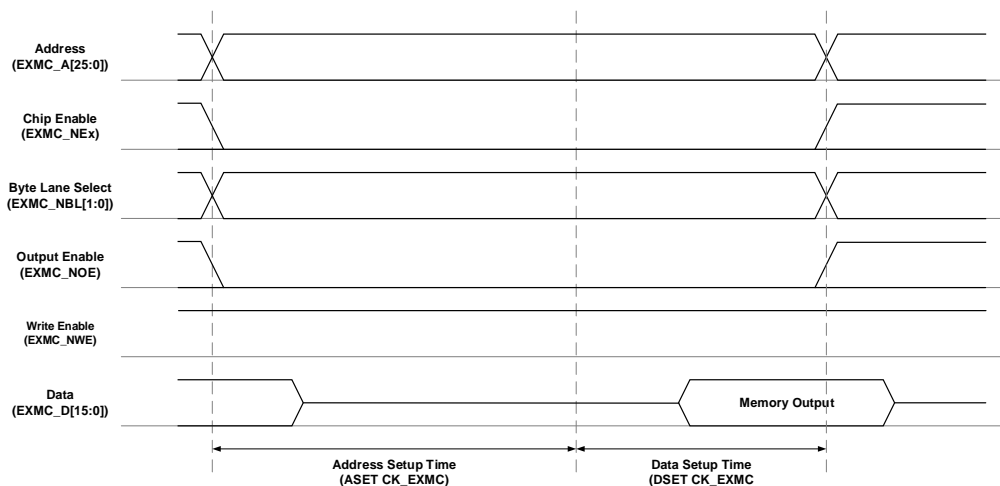 Address
(EXMC_A[25:0])
Chip Enable
(EXMC_NEx)
Byte Lane Select
(EXMC_NBL[1:0])
Output Enable
(EXMC_NOE)
Write Enable
(EXMC_NWE)
Data
(EXMC_D[15:0])
Memory Output
Address Setup Time
(ASET CK_EXMC)
Data Setup Time
(DSET CK_EXMC